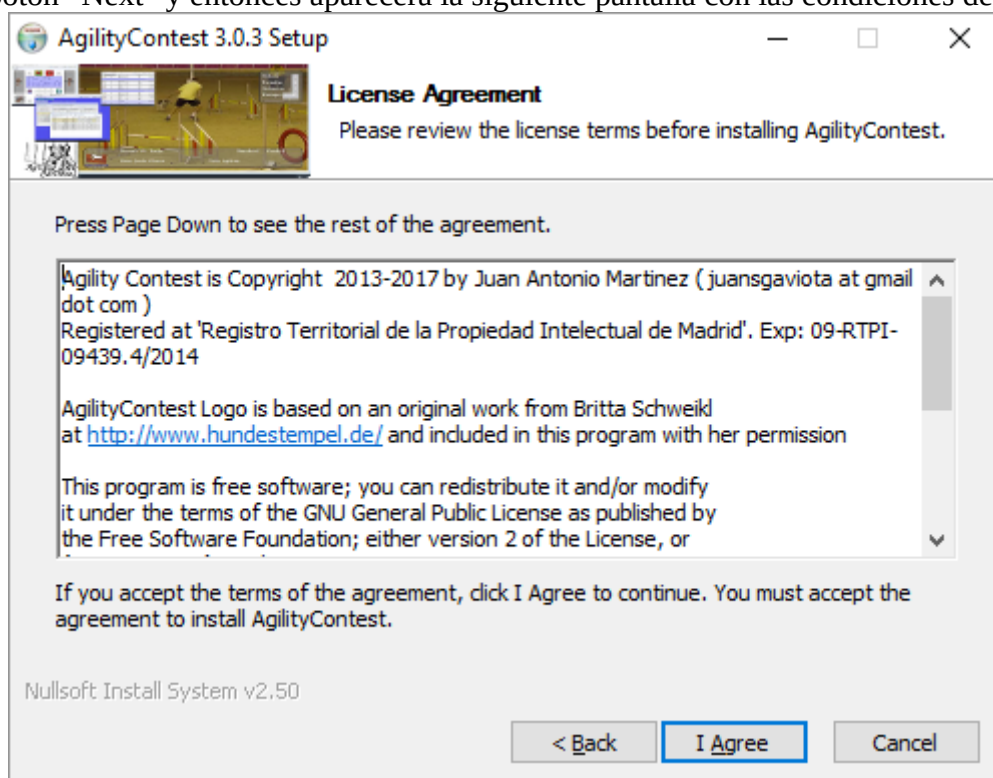 botón "Next" y entonces aparecerá la siguiente pantalla con las condiciones de
AgilityContest 3.0.3 Setup
License Agreement
Please review the license terms before installing AgilityContest.
Press Page Down to see the rest of the agreement.
Agility Contest is Copyright  2013-2017 by Juan Antonio Martinez ( juansgaviota at gmail
dot com )
Registered at 'Registro Territorial de la Propiedad Intelectual de Madrid'. Exp: 09-RTPI-
09439.4/2014
AgilityContest Logo is based on an original work from Britta Schweikl
at http://www.hundestempel.de/ and included in this program with her permission
This program is free software; you can redistribute it and/or modify
it under the terms of the GNU General Public License as published by
the Free Software Foundation; either version 2 of the License, or
If you accept the terms of the agreement, click I Agree to continue. You must accept the
agreement to install AgilityContest.
Nullsoft Install System v2.50
< Back
I Agree
Cancel